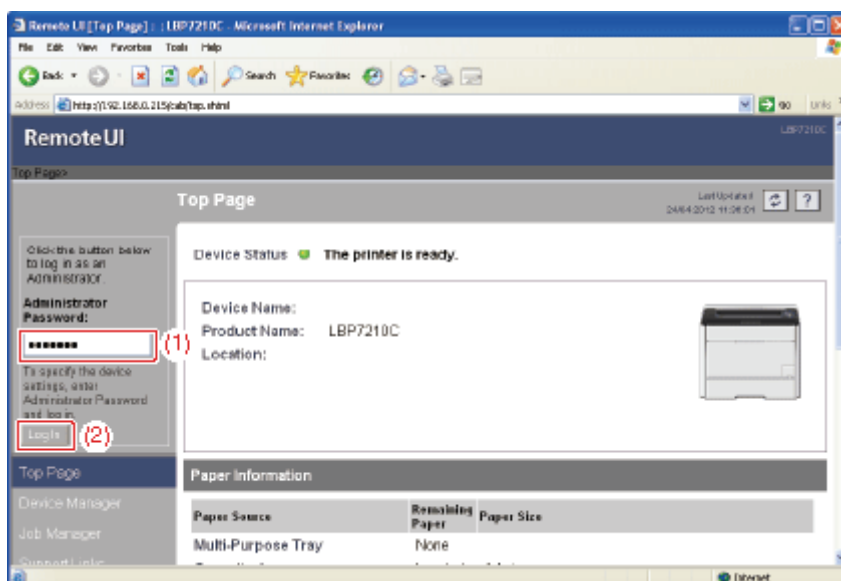 Remote UI [Top Page] : : LBP7210C - Microsoft Internet Explorer
File Edit View Favorites Tools Help
Back Search Favorites
Address http://192.168.0.215/cab/top.shtml Go Links
Remote UI
LBP7210C
Top Page>
Top Page
Last Updated
24/04/2012 11:36:01
?
Click the button below
to log in as an
Administrator.
Administrator
Password:
•••••••
(1)
To specify the device
settings, enter
Administrator Password
and log in.
Log In
(2)
Device Status The printer is ready.
Device Name:
Product Name: LBP7210C
Location:
Top Page
Device Manager
Job Manager
Support Links
Paper Information
Paper Source Remaining Paper Paper Size
Multi-Purpose Tray None
Internet